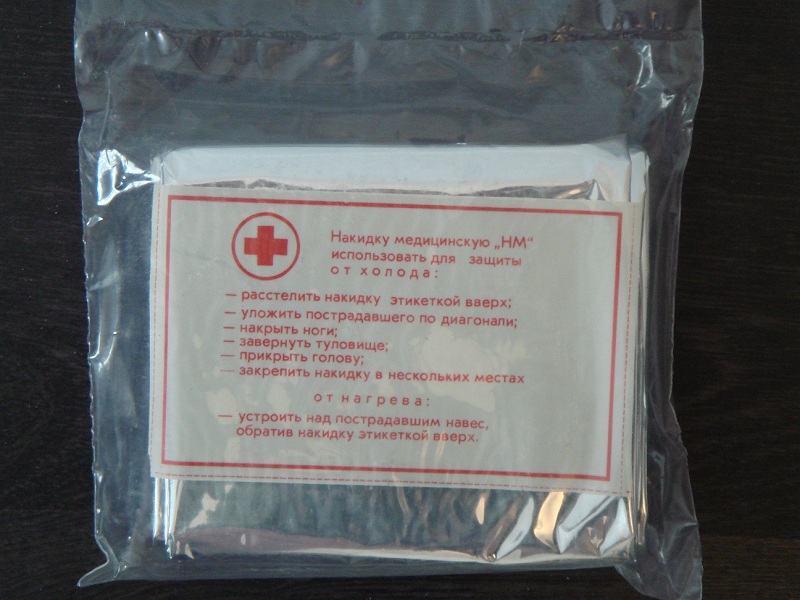 Накидку медицинскую „НМ“
использовать для защиты
от холода:
— расстелить накидку этикеткой вверх;
— уложить пострадавшего по диагонали;
— накрыть ноги;
— завернуть туловище;
— прикрыть голову;
— закрепить накидку в нескольких местах
от нагрева:
— устроить над пострадавшим навес,
обратив накидку этикеткой вверх.